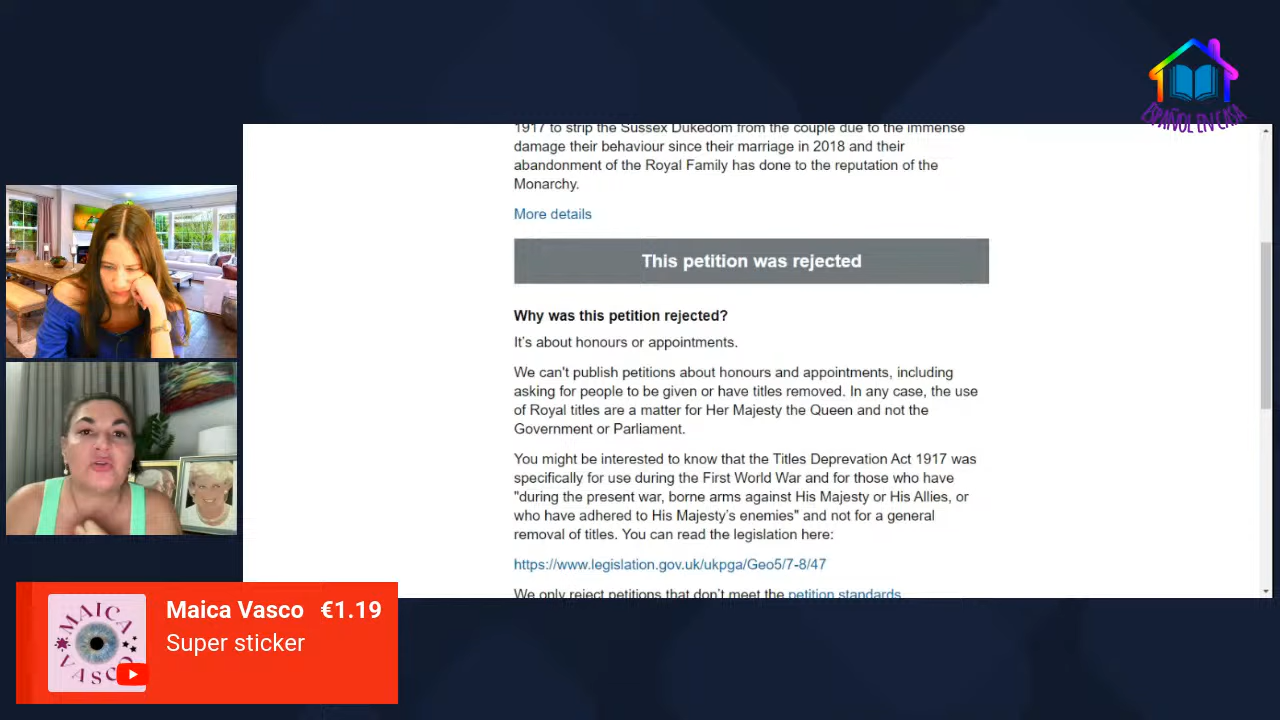 ESPAÑOL EN CASA
1917 to strip the Sussex Dukedom from the couple due to the immense
damage their behaviour since their marriage in 2018 and their
abandonment of the Royal Family has done to the reputation of the
Monarchy.
More details
This petition was rejected
Why was this petition rejected?
It's about honours or appointments.
We can't publish petitions about honours and appointments, including
asking for people to be given or have titles removed. In any case, the use
of Royal titles are a matter for Her Majesty the Queen and not the
Government or Parliament.
You might be interested to know that the Titles Deprevation Act 1917 was
specifically for use during the First World War and for those who have
"during the present war, borne arms against His Majesty or His Allies, or
who have adhered to His Majesty's enemies" and not for a general
removal of titles. You can read the legislation here:
https://www.legislation.gov.uk/ukpga/Geo5/7-8/47
We only reject petitions that don't meet the petition standards
MAICA
VASCO
Maica Vasco €1.19
Super sticker